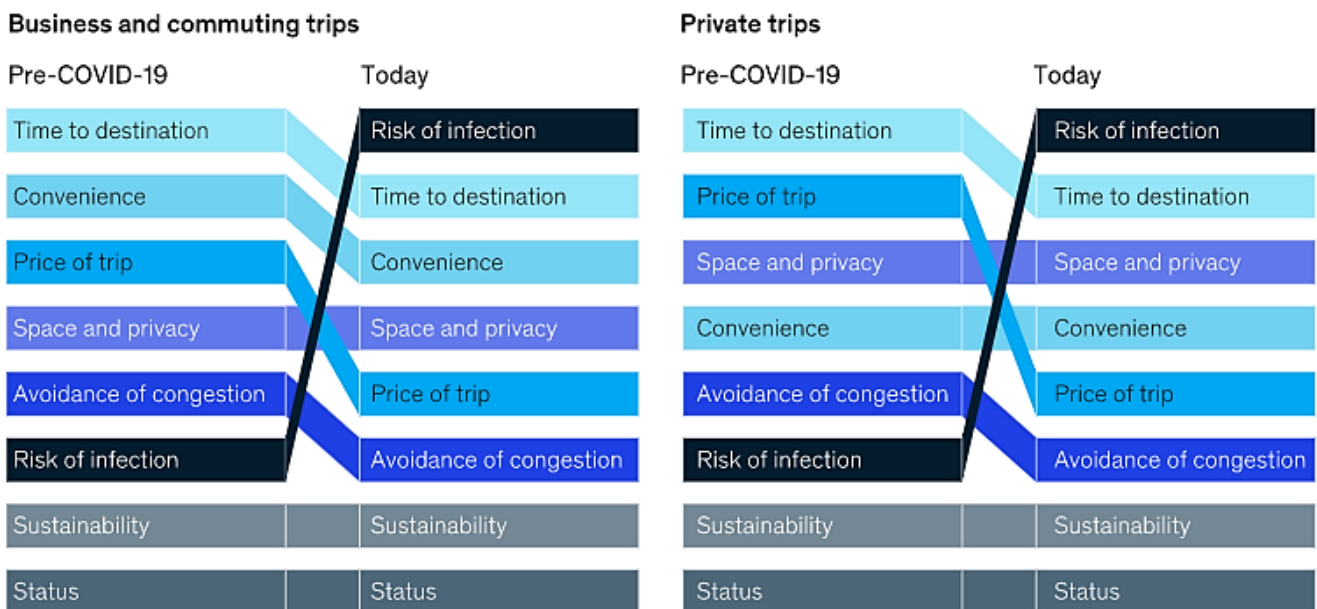 Business and commuting trips
Pre-COVID-19
Today
Time to destination
Convenience
Price of trip
Space and privacy
Avoidance of congestion
Risk of infection
Sustainability
Status
Risk of infection
Time to destination
Convenience
Space and privacy
Price of trip
Avoidance of congestion
Sustainability
Status
Private trips
Pre-COVID-19
Today
Time to destination
Price of trip
Space and privacy
Convenience
Avoidance of congestion
Risk of infection
Sustainability
Status
Risk of infection
Time to destination
Space and privacy
Convenience
Price of trip
Avoidance of congestion
Sustainability
Status